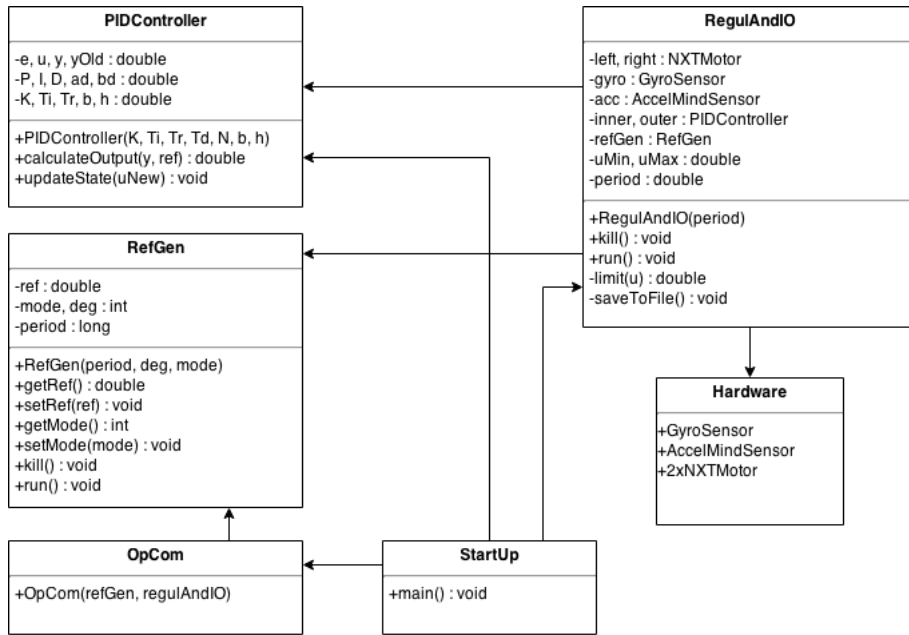 PIDController
-e, u, y, yOld : double
-P, I, D, ad, bd : double
-K, Ti, Tr, b, h : double
+PIDController(K, Ti, Tr, Td, N, b, h)
+calculateOutput(y, ref) : double
+updateState(uNew) : void
RegulAndIO
-left, right : NXTMotor
-gyro : GyroSensor
-acc : AccelMindSensor
-inner, outer : PIDController
-refGen : RefGen
-uMin, uMax : double
-period : double
+RegulAndIO(period)
+kill() : void
+run() : void
-limit(u) : double
-saveToFile() : void
RefGen
-ref : double
-mode, deg : int
-period : long
+RefGen(period, deg, mode)
+getRef() : double
+setRef(ref) : void
+getMode() : int
+setMode(mode) : void
+kill() : void
+run() : void
Hardware
+GyroSensor
+AccelMindSensor
+2xNXTMotor
OpCom
+OpCom(refGen, regulAndIO)
StartUp
+main() : void